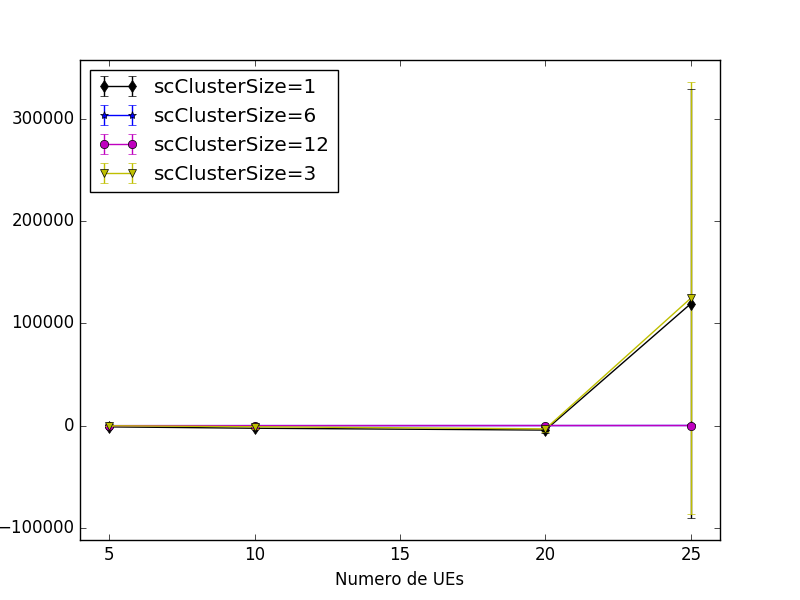 scClusterSize=1
scClusterSize=6
scClusterSize=12
scClusterSize=3
300000
200000
100000
0
−100000
5 10 15 20 25
Numero de UEs